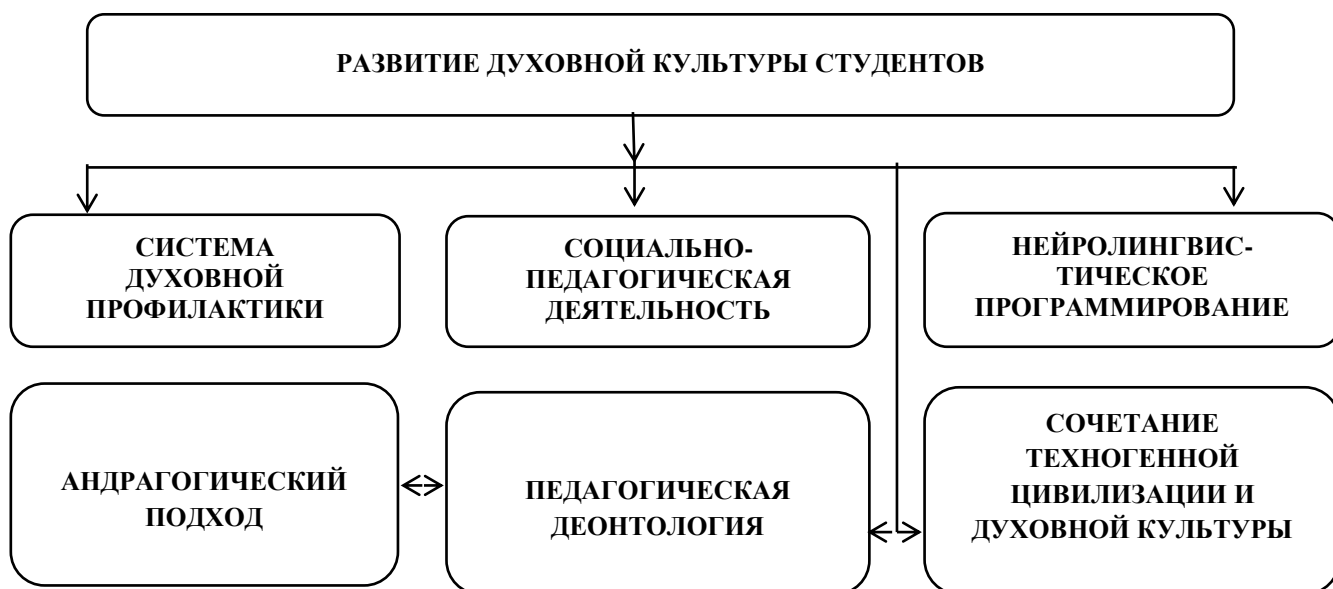 РАЗВИТИЕ ДУХОВНОЙ КУЛЬТУРЫ СТУДЕНТОВ
СИСТЕМА
ДУХОВНОЙ
ПРОФИЛАКТИКИ
СОЦИАЛЬНО-
ПЕДАГОГИЧЕСКАЯ
ДЕЯТЕЛЬНОСТЬ
НЕЙРОЛИНГВИС-
ТИЧЕСКОЕ
ПРОГРАММИРОВАНИЕ
АНДРАГОГИЧЕСКИЙ
ПОДХОД
ПЕДАГОГИЧЕСКАЯ
ДЕОНТОЛОГИЯ
СОЧЕТАНИЕ
ТЕХНОГЕННОЙ
ЦИВИЛИЗАЦИИ И
ДУХОВНОЙ КУЛЬТУРЫ